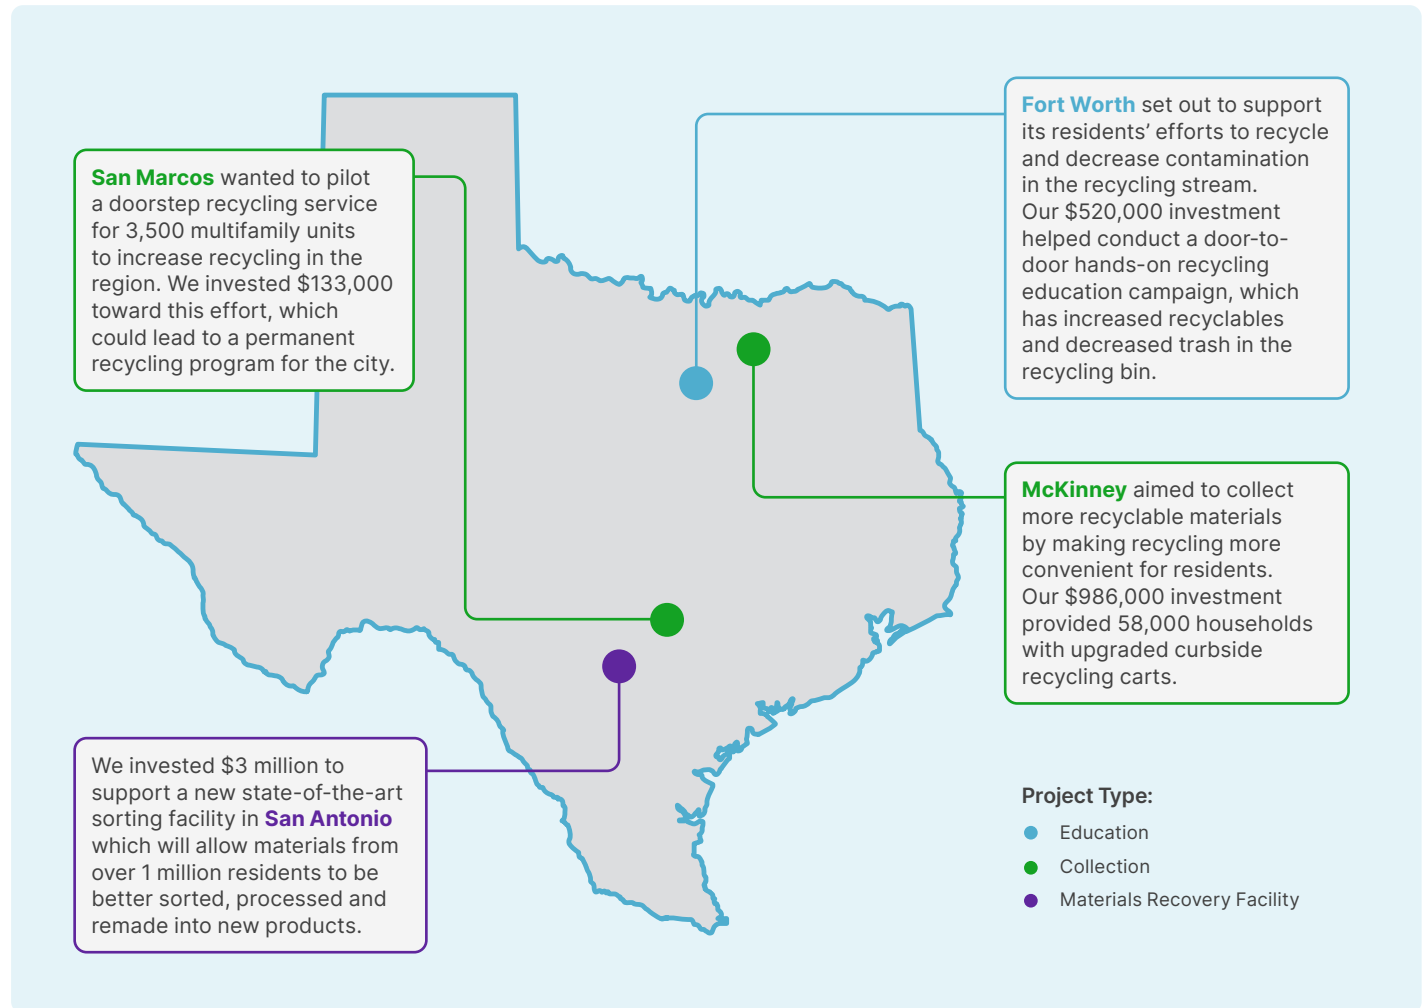 San Marcos wanted to pilot
a doorstep recycling service
for 3,500 multifamily units
to increase recycling in the
region. We invested $133,000
toward this effort, which
could lead to a permanent
recycling program for the city.
Fort Worth set out to support
its residents’ efforts to recycle
and decrease contamination
in the recycling stream.
Our $520,000 investment
helped conduct a door-to-
door hands-on recycling
education campaign, which
has increased recyclables
and decreased trash in the
recycling bin.
McKinney aimed to collect
more recyclable materials
by making recycling more
convenient for residents.
Our $986,000 investment
provided 58,000 households
with upgraded curbside
recycling carts.
We invested $3 million to
support a new state-of-the-art
sorting facility in San Antonio
which will allow materials from
over 1 million residents to be
better sorted, processed and
remade into new products.
Project Type:
Education
Collection
Materials Recovery Facility